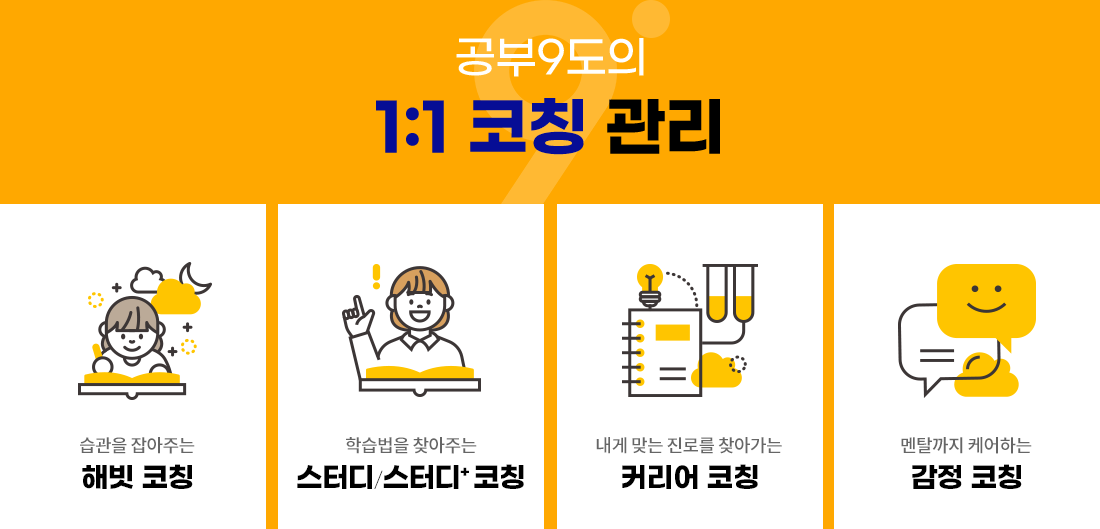 공부9도의
1:1 코칭 관리
습관을 잡아주는
해빗 코칭
학습법을 찾아주는
스터디/스터디+ 코칭
내게 맞는 진로를 찾아가는
커리어 코칭
멘탈까지 케어하는
감정 코칭